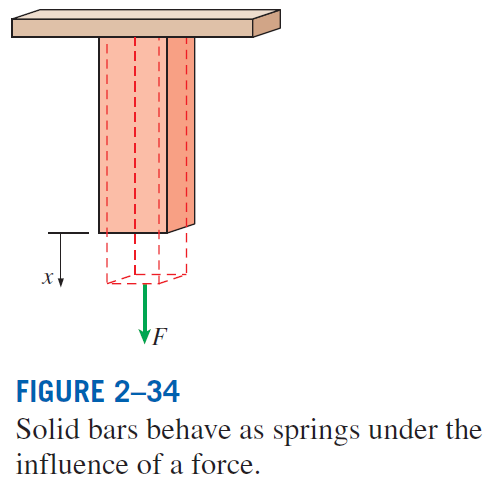 x
F
FIGURE 2–34
Solid bars behave as springs under the
influence of a force.